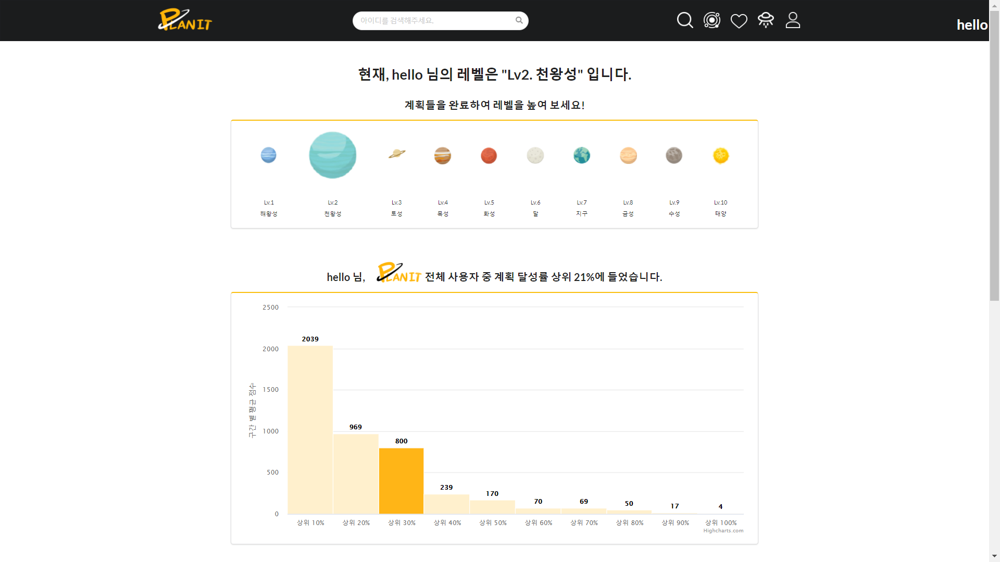 PLANIT
아이디를 검색해주세요.
hello
현재, hello 님의 레벨은 "Lv2. 천왕성" 입니다.
계획들을 완료하여 레벨을 높여 보세요!
Lv.1 Lv.2 Lv.3 Lv.4 Lv.5 Lv.6 Lv.7 Lv.8 Lv.9 Lv.10
해왕성 천왕성 토성 목성 화성 달 지구 금성 수성 태양
hello 님, PLANIT 전체 사용자 중 계획 달성률 상위 21%에 들었습니다.
구간 별 평균 점수
2500
2000
1500
1000
500
0
2039
969
800
239
170
70
69
50
17
4
상위 10% 상위 20% 상위 30% 상위 40% 상위 50% 상위 60% 상위 70% 상위 80% 상위 90% 상위 100%
Highcharts.com